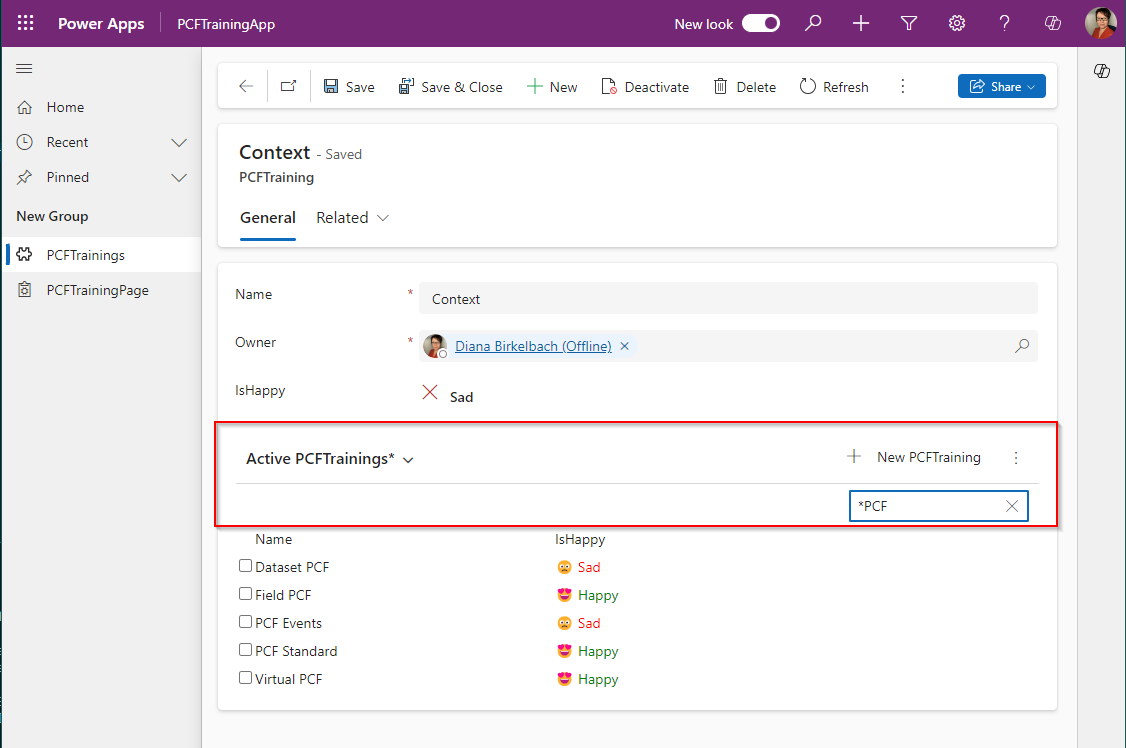 Power Apps PCFTrainingApp New look
Save Save & Close New Deactivate Delete Refresh Share
Home
Recent
Pinned
New Group
PCFTrainings
PCFTrainingPage
Context - Saved
PCFTraining
General Related
Name * Context
Owner * Diana Birkelbach (Offline)
IsHappy Sad
Active PCFTrainings* New PCFTraining
*PCF
Name IsHappy
Dataset PCF Sad
Field PCF Happy
PCF Events Sad
PCF Standard Happy
Virtual PCF Happy